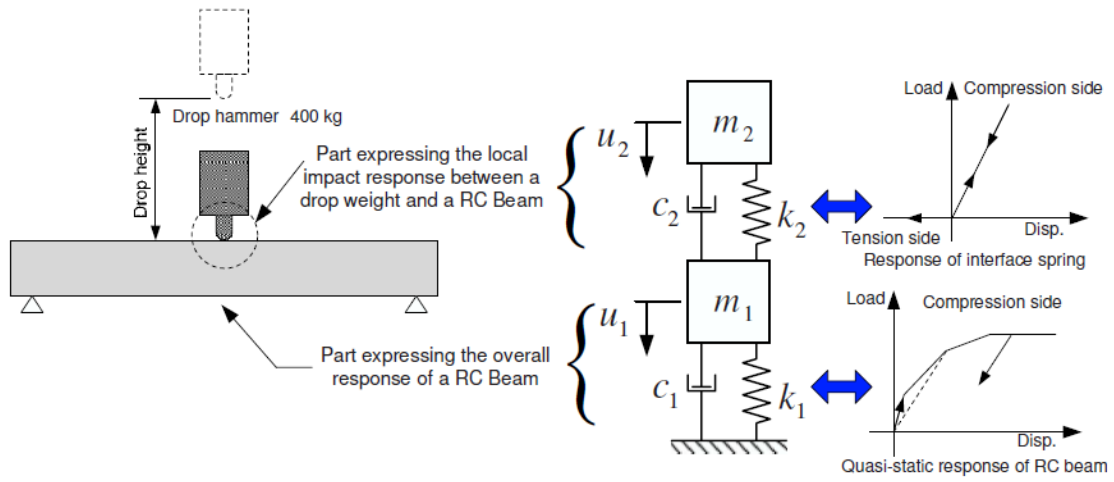 Drop height
Drop hammer 400 kg
Part expressing the local
impact response between a
drop weight and a RC Beam
Part expressing the overall
response of a RC Beam
u₂
m₂
c₂
k₂
u₁
m₁
c₁
k₁
Load
Compression side
Disp.
Tension side
Response of interface spring
Load
Compression side
Disp.
Quasi-static response of RC beam